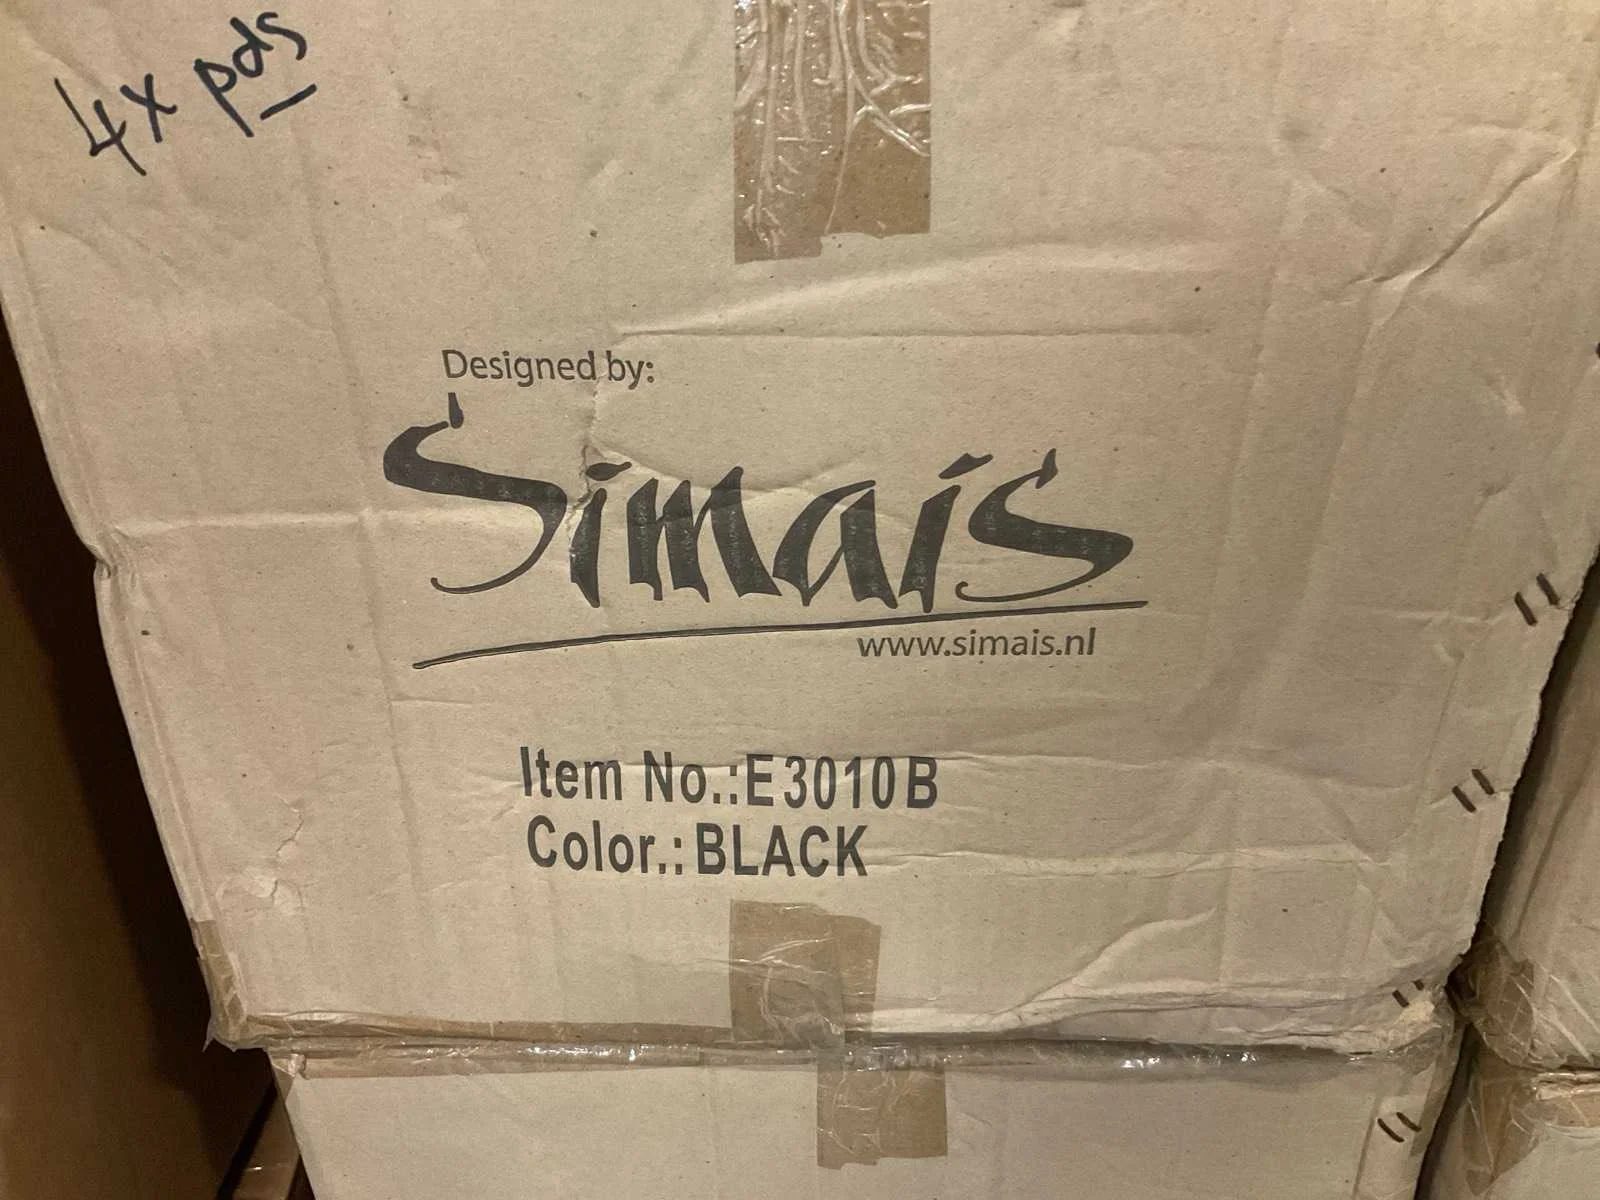 4x pds
Designed by:
Simais
www.simais.nl
Item No.:E3010B
Color.:BLACK